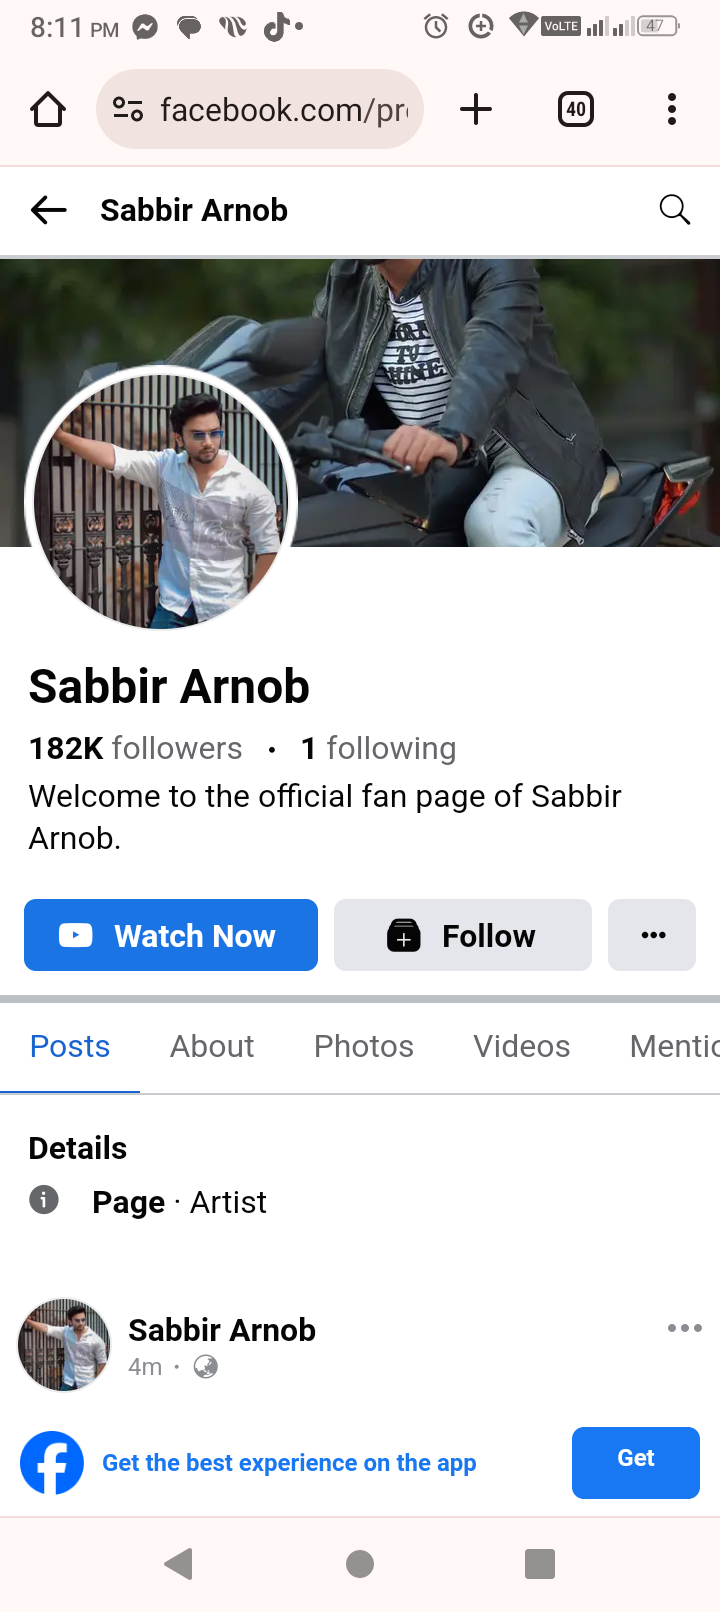 8:11 PM
VoLTE
47
facebook.com/pr
40
Sabbir Arnob
TO
Sabbir Arnob
182K followers • 1 following
Welcome to the official fan page of Sabbir
Arnob.
Watch Now
Follow
Posts
About
Photos
Videos
Mentio
Details
Page · Artist
Sabbir Arnob
4m ·
Get the best experience on the app
Get